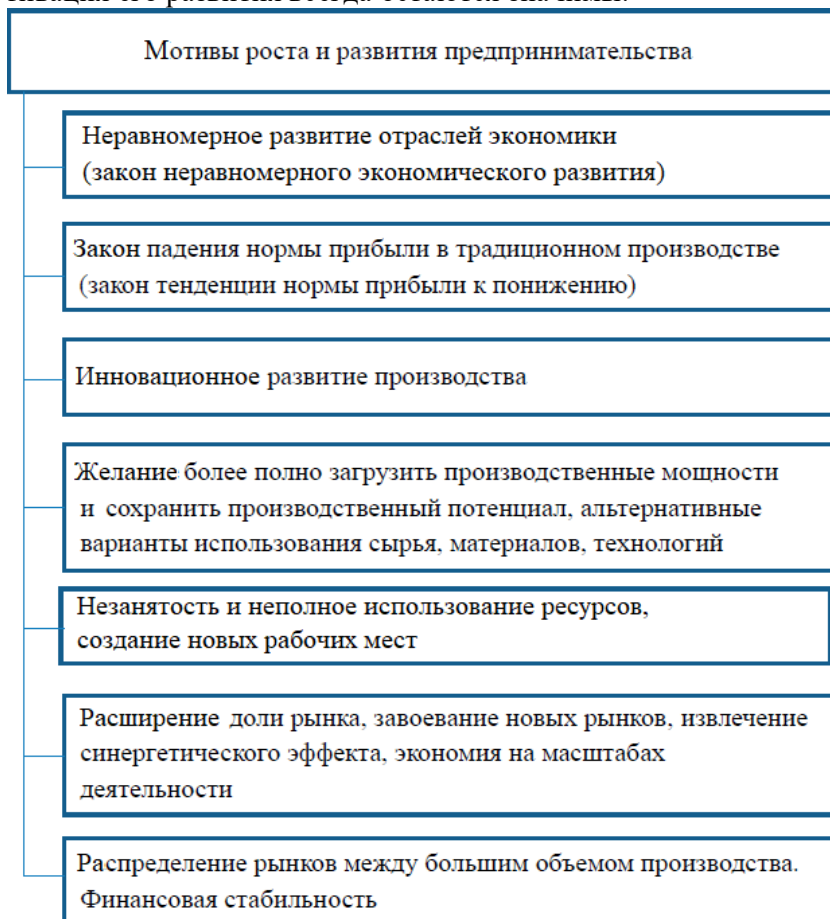 Мотивы роста и развития предпринимательства
Неравномерное развитие отраслей экономики
(закон неравномерного экономического развития)
Закон падения нормы прибыли в традиционном производстве
(закон тенденции нормы прибыли к понижению)
Инновационное развитие производства
Желание более полно загрузить производственные мощности
и сохранить производственный потенциал, альтернативные
варианты использования сырья, материалов, технологий
Незанятость и неполное использование ресурсов,
создание новых рабочих мест
Расширение доли рынка, завоевание новых рынков, извлечение
синергетического эффекта, экономия на масштабах
деятельности
Распределение рынков между большим объемом производства.
Финансовая стабильность